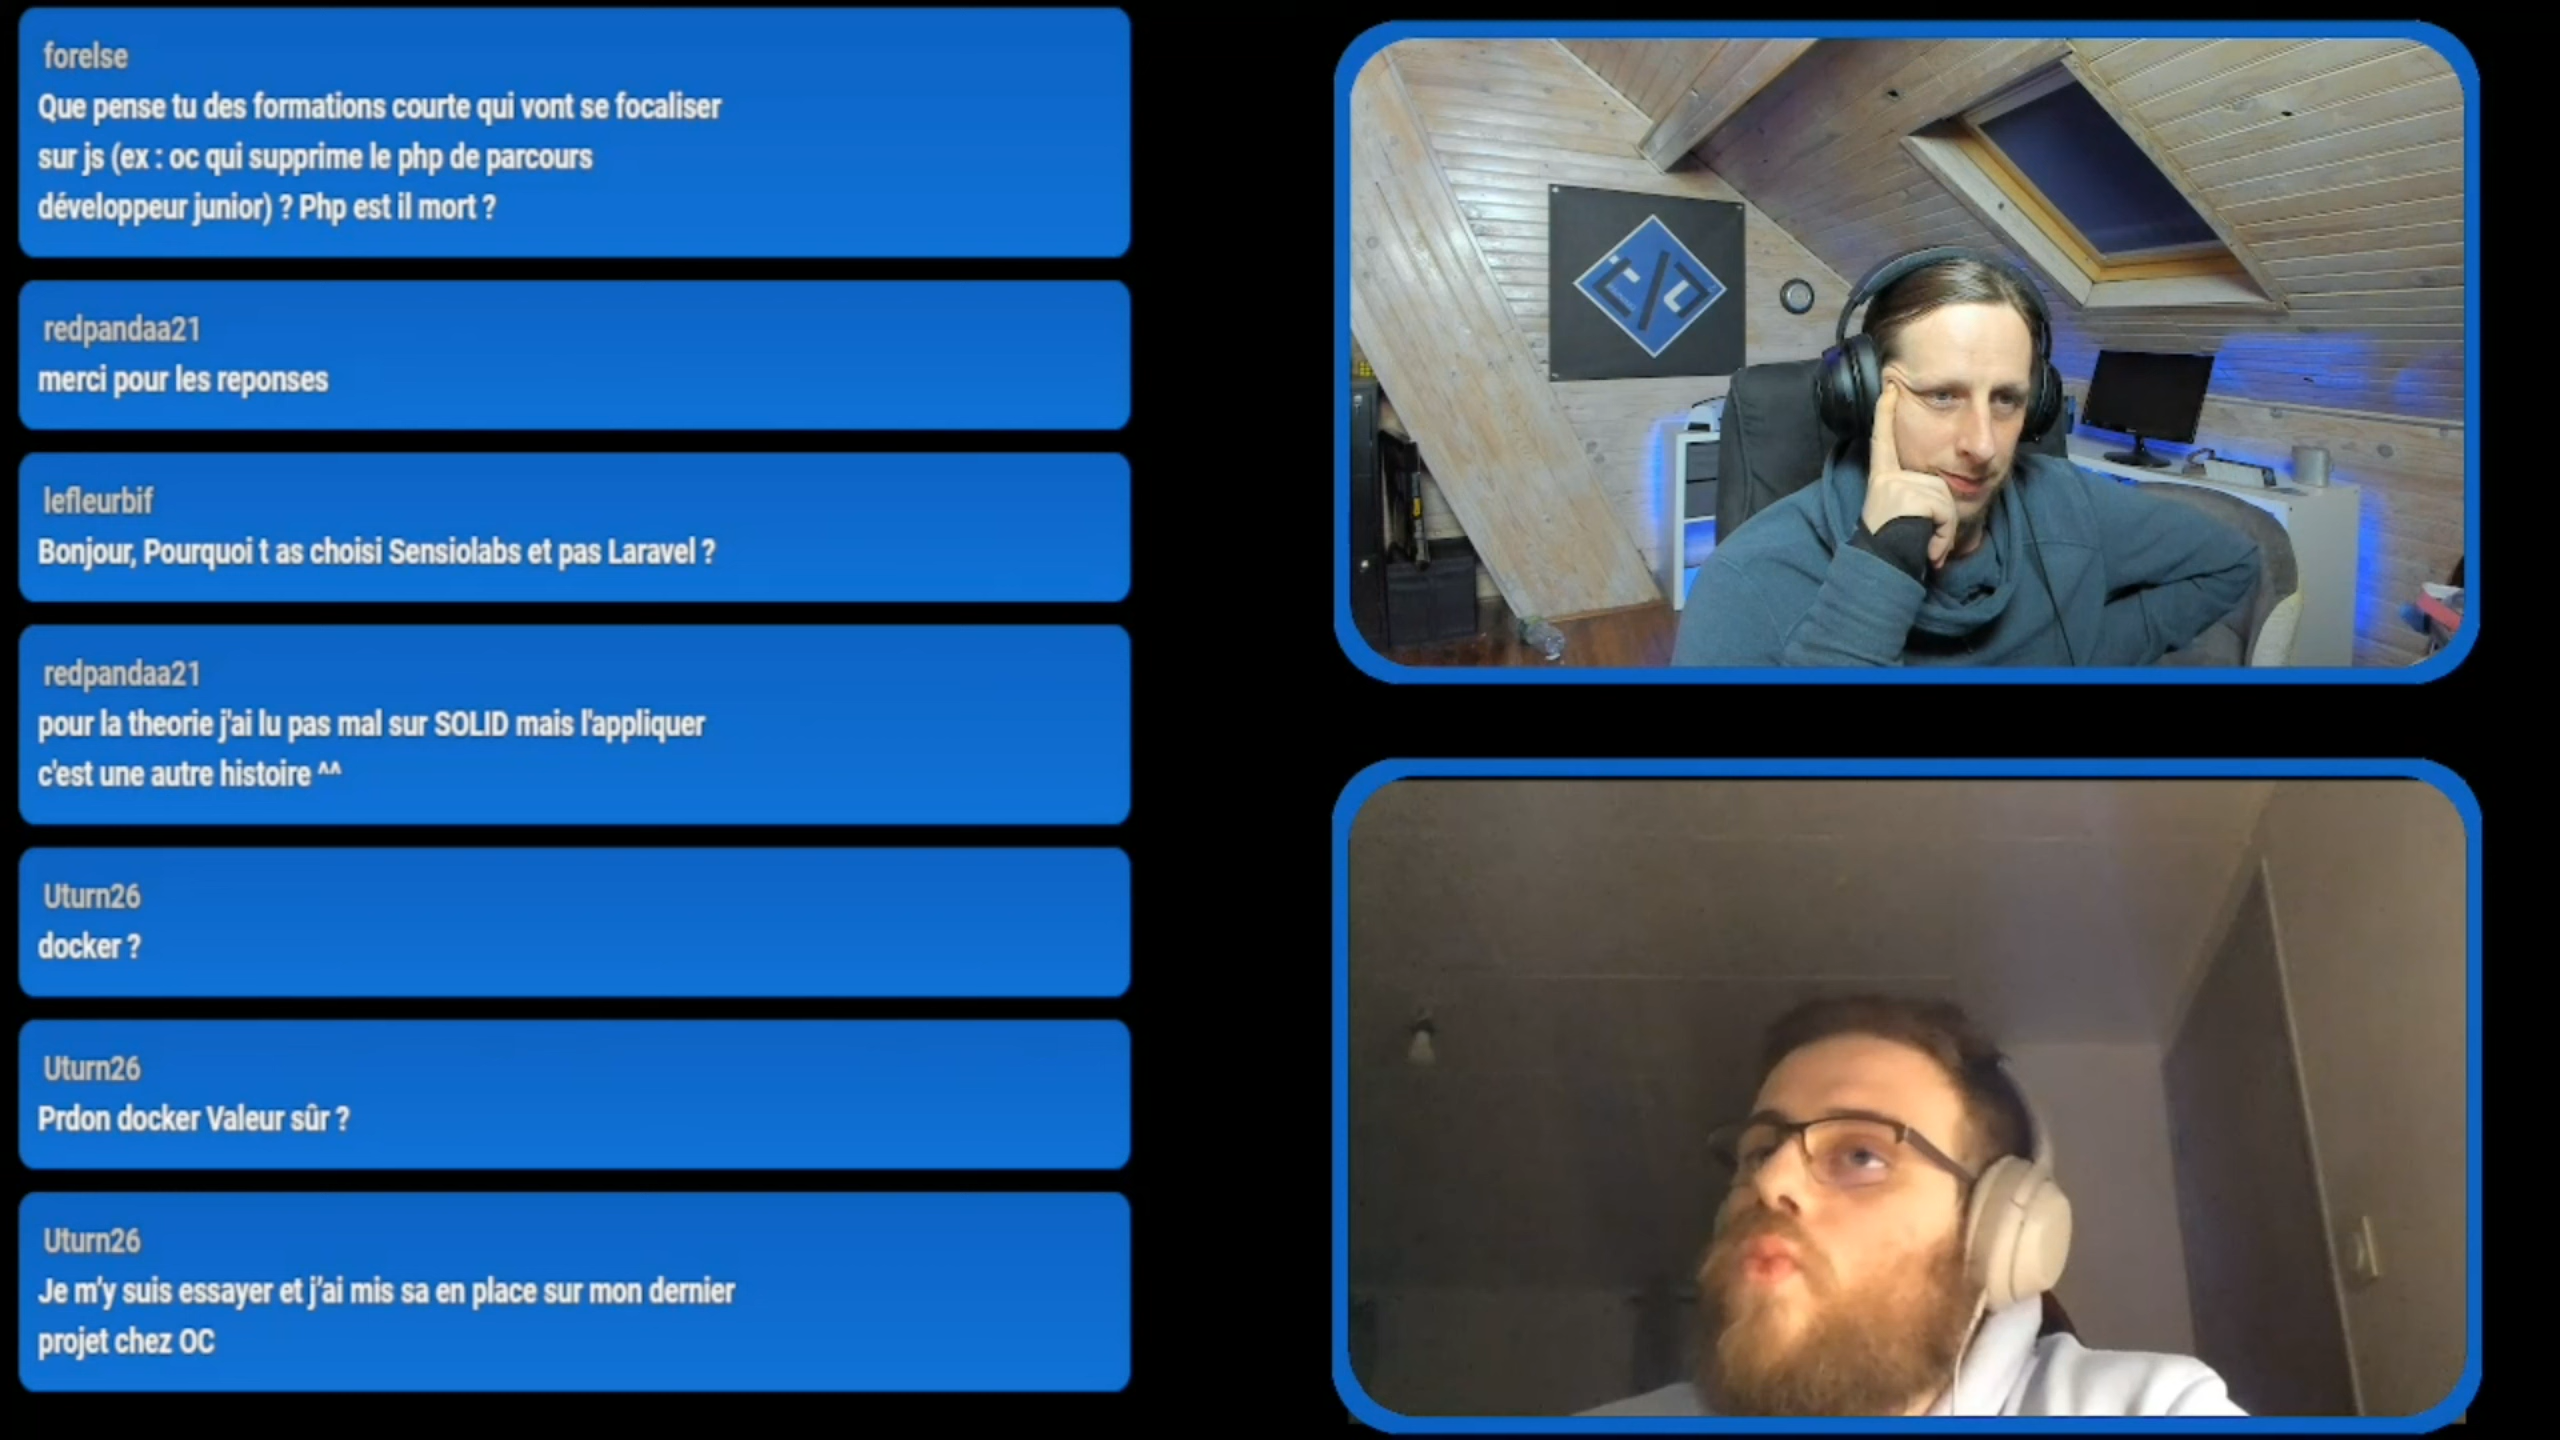 forelse
Que pense tu des formations courte qui vont se focaliser
sur js (ex : oc qui supprime le php de parcours
développeur junior) ? Php est il mort ?
redpandaa21
merci pour les reponses
lefleurbif
Bonjour, Pourquoi t as choisi Sensiolabs et pas Laravel ?
redpandaa21
pour la theorie j'ai lu pas mal sur SOLID mais l'appliquer
c'est une autre histoire ^^
Uturn26
docker ?
Uturn26
Prdon docker Valeur sûr ?
Uturn26
Je m'y suis essayer et j'ai mis sa en place sur mon dernier
projet chez OC